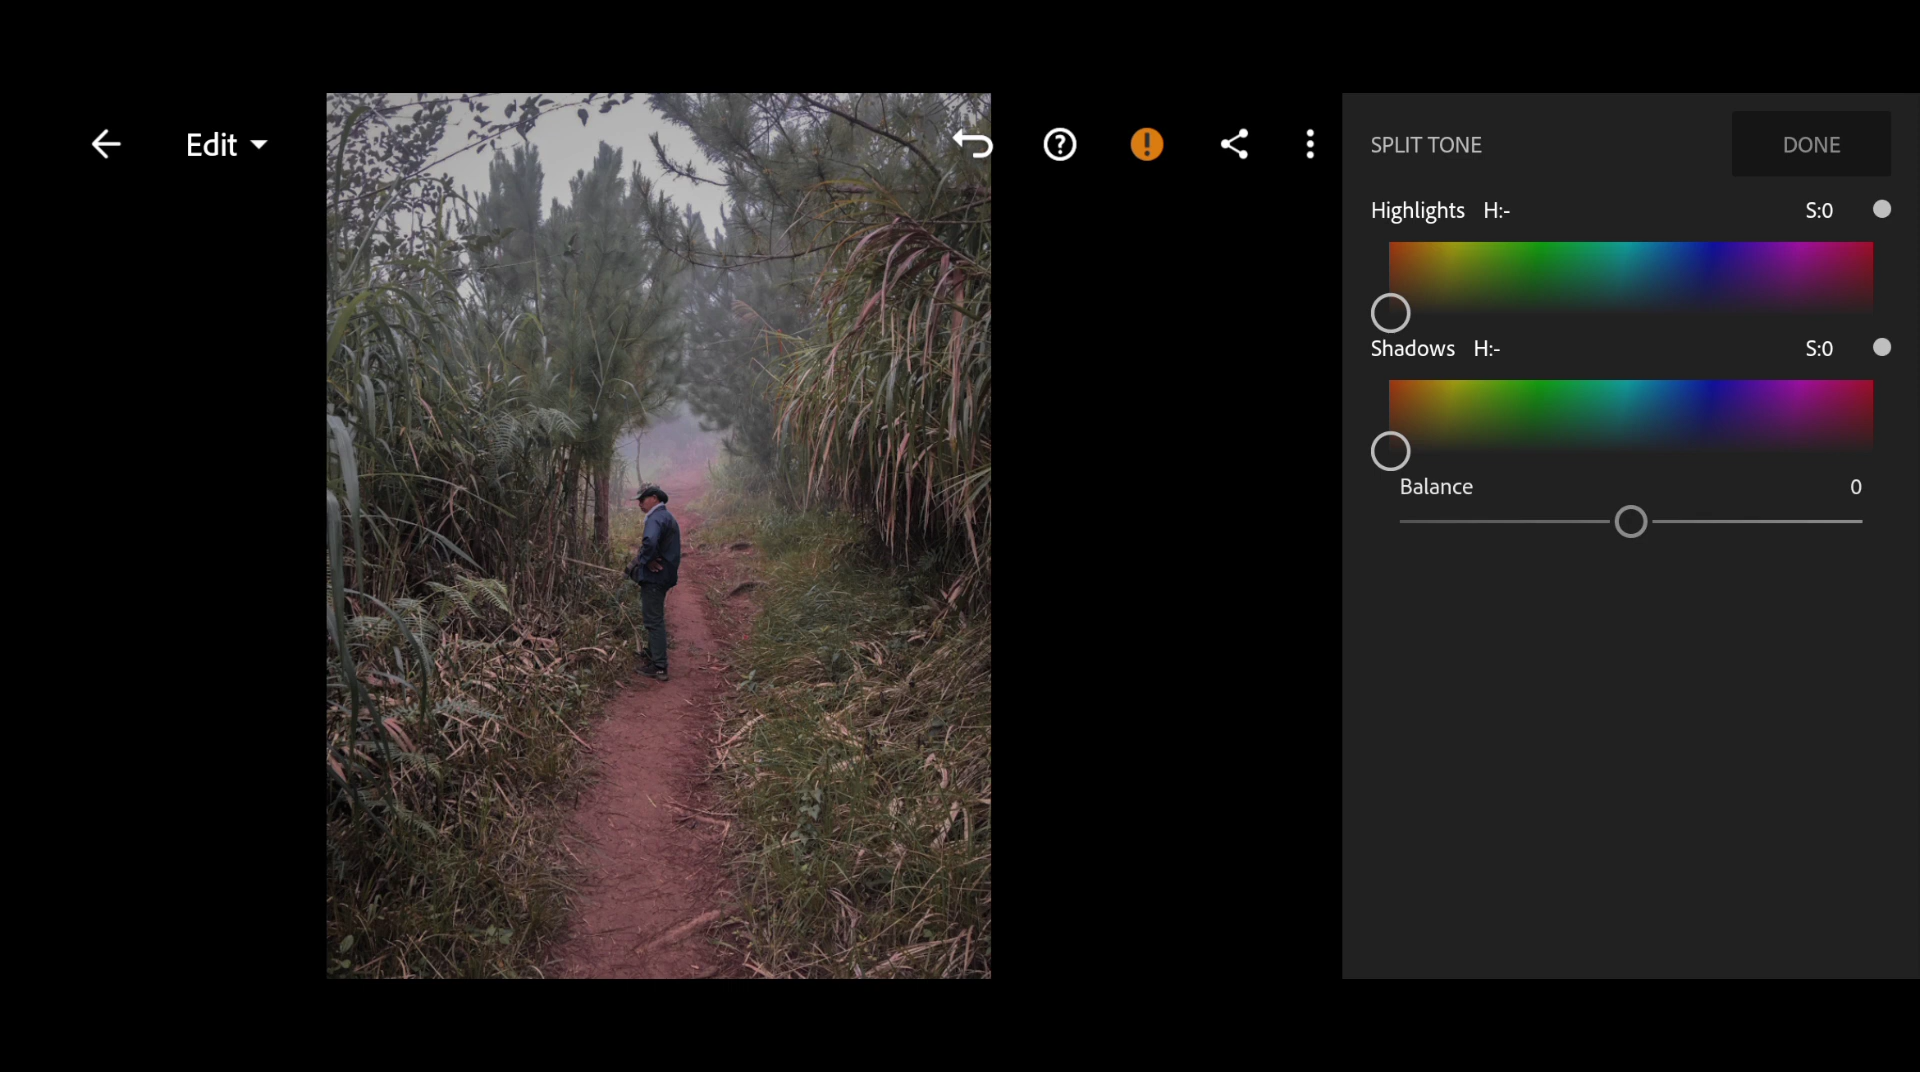 Edit
SPLIT TONE
DONE
Highlights H:- S:0
Shadows H:- S:0
Balance 0